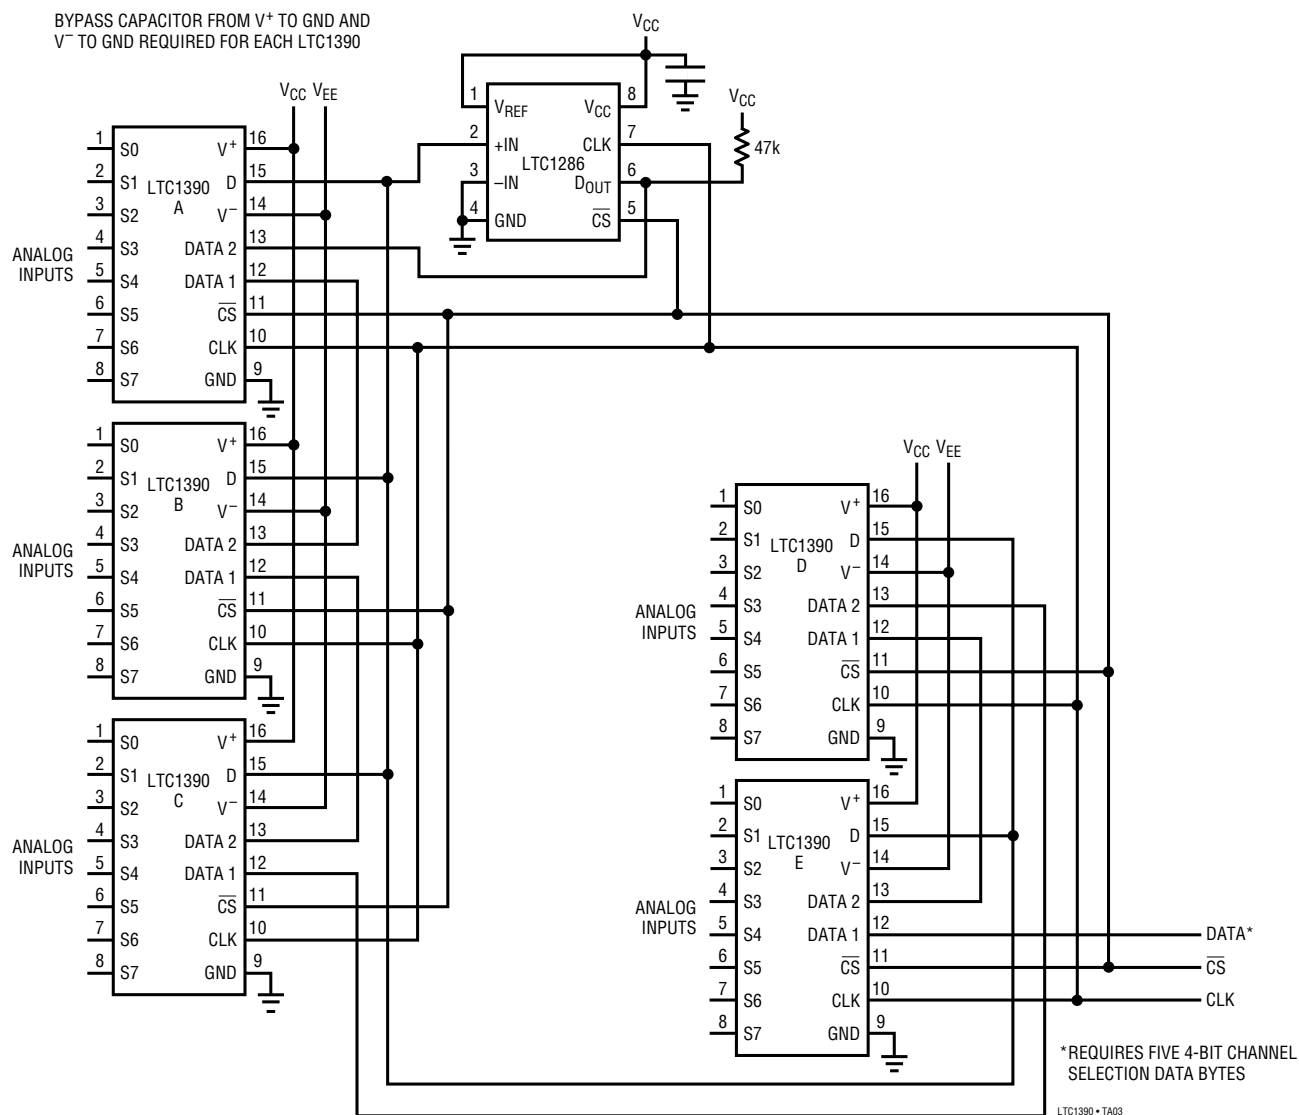 BYPASS CAPACITOR FROM V+ TO GND AND
V– TO GND REQUIRED FOR EACH LTC1390
VCC
VCC VEE
VCC
47k
1 VREF VCC 8
2 +IN CLK 7
LTC1286
3 –IN DOUT 6
4 GND CS 5
1 S0 V+ 16
2 S1 D 15
LTC1390
A
3 S2 V– 14
4 S3 DATA 2 13
ANALOG
INPUTS
5 S4 DATA 1 12
6 S5 CS 11
7 S6 CLK 10
8 S7 GND 9
1 S0 V+ 16
2 S1 D 15
LTC1390
B
3 S2 V– 14
4 S3 DATA 2 13
ANALOG
INPUTS
5 S4 DATA 1 12
6 S5 CS 11
7 S6 CLK 10
8 S7 GND 9
1 S0 V+ 16
2 S1 D 15
LTC1390
C
3 S2 V– 14
4 S3 DATA 2 13
ANALOG
INPUTS
5 S4 DATA 1 12
6 S5 CS 11
7 S6 CLK 10
8 S7 GND 9
VCC VEE
1 S0 V+ 16
2 S1 D 15
LTC1390
D
3 S2 V– 14
4 S3 DATA 2 13
ANALOG
INPUTS
5 S4 DATA 1 12
6 S5 CS 11
7 S6 CLK 10
8 S7 GND 9
1 S0 V+ 16
2 S1 D 15
LTC1390
E
3 S2 V– 14
4 S3 DATA 2 13
ANALOG
INPUTS
5 S4 DATA 1 12 DATA*
6 S5 CS 11 CS
7 S6 CLK 10 CLK
8 S7 GND 9
*REQUIRES FIVE 4-BIT CHANNEL
SELECTION DATA BYTES
LTC1390 • TA03